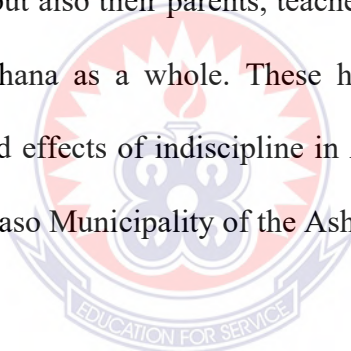 but also their parents, teache
hana as a whole. These h
d effects of indiscipline in
aso Municipality of the Ash
EDUCATION FOR SERVICE